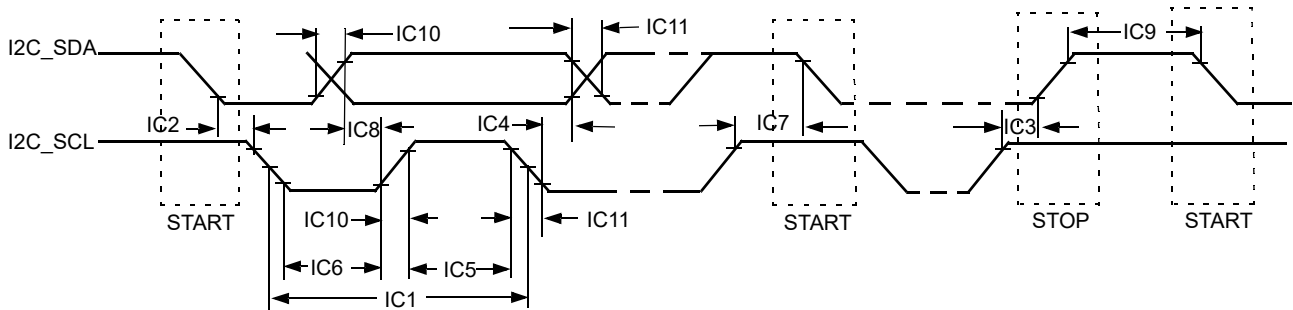 IC10
IC11
IC9
I2C_SDA
IC2
IC8
IC4
IC7
IC3
I2C_SCL
START
IC10
IC11
START
STOP
START
IC6
IC5
IC1